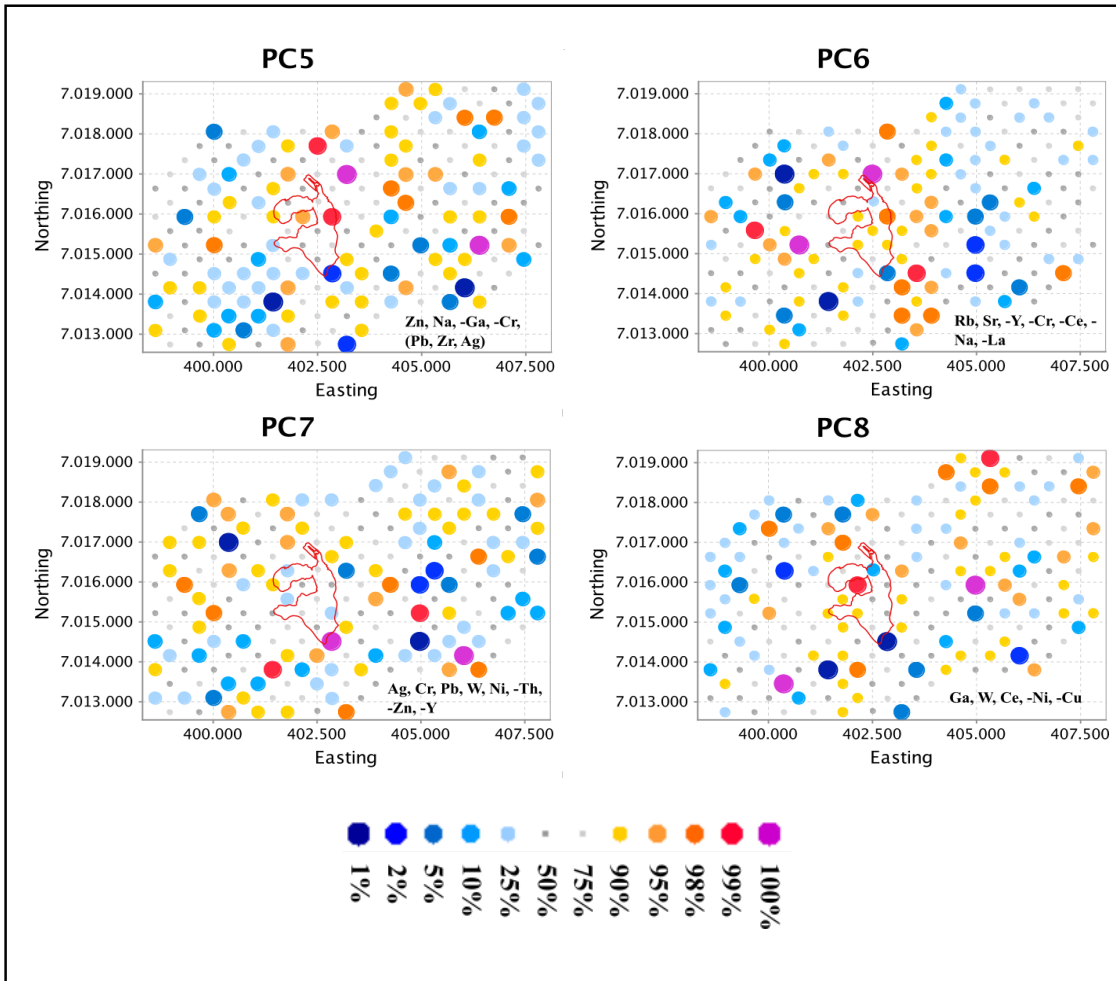 PC5
PC6
7.019.000
7.018.000
7.017.000
7.016.000
7.015.000
7.014.000
7.013.000
Northing
Zn, Na, -Ga, -Cr,
(Pb, Zr, Ag)
400.000 402.500 405.000 407.500
Easting
7.019.000
7.018.000
7.017.000
7.016.000
7.015.000
7.014.000
7.013.000
Northing
Rb, Sr, -Y, -Cr, -Ce, -
Na, -La
400.000 402.500 405.000 407.500
Easting
PC7
PC8
7.019.000
7.018.000
7.017.000
7.016.000
7.015.000
7.014.000
7.013.000
Northing
Ag, Cr, Pb, W, Ni, -Th,
-Zn, -Y
400.000 402.500 405.000 407.500
Easting
7.019.000
7.018.000
7.017.000
7.016.000
7.015.000
7.014.000
7.013.000
Northing
Ga, W, Ce, -Ni, -Cu
400.000 402.500 405.000 407.500
Easting
1% 2% 5% 10% 25% 50% 75% 90% 95% 98% 99% 100%